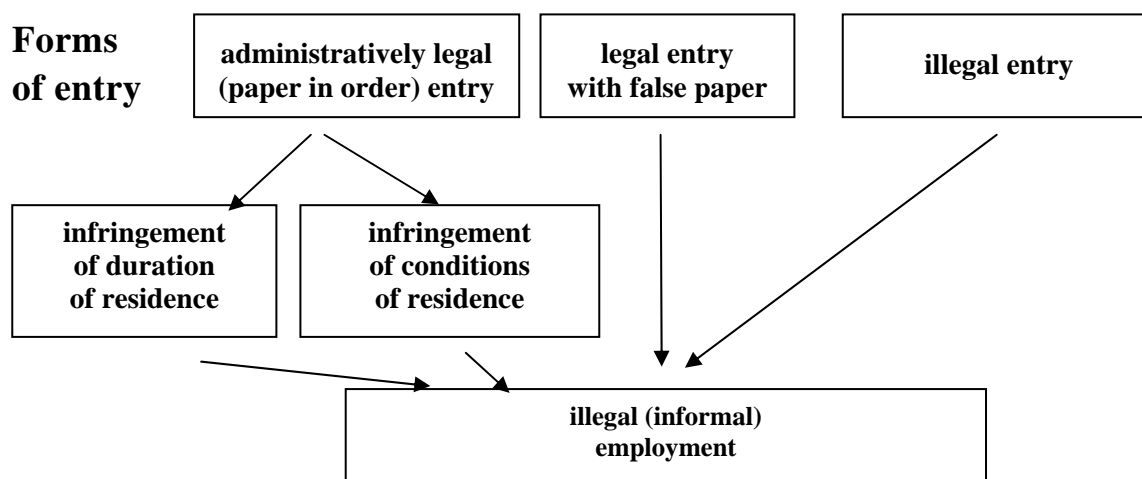 Forms
of entry
administratively legal
(paper in order) entry
legal entry
with false paper
illegal entry
infringement
of duration
of residence
infringement
of conditions
of residence
illegal (informal)
employment